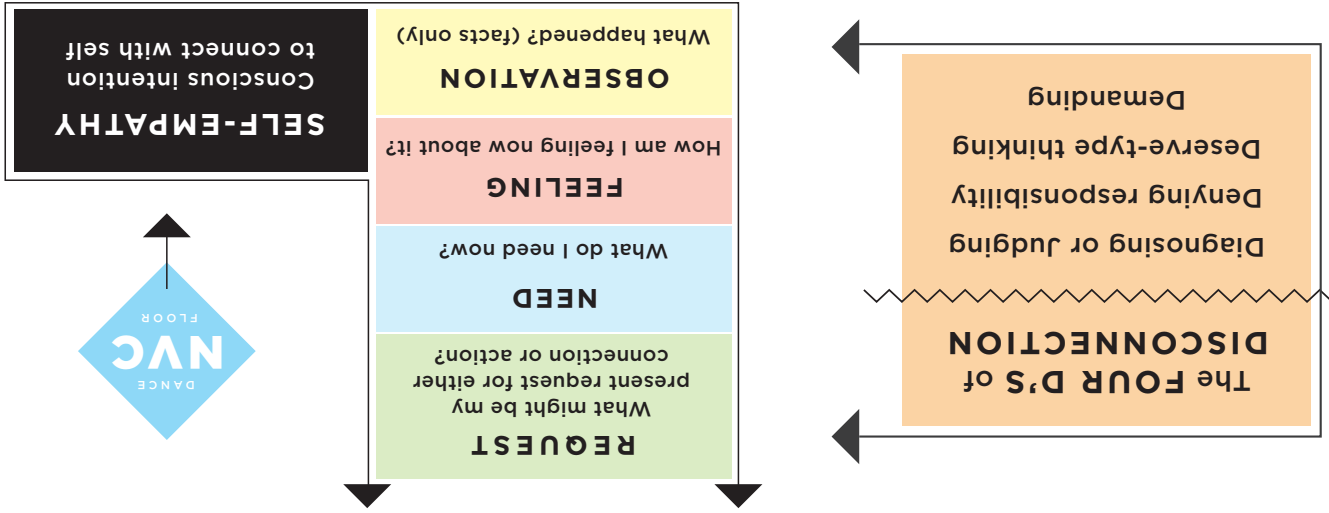 The FOUR D'S of
DISCONNECTION
Diagnosing or Judging
Denying responsibility
Deserve-type thinking
Demanding
REQUEST
What might be my
present request for either
connection or action?
NEED
What do I need now?
FEELING
How am I feeling now about it?
OBSERVATION
What happened? (facts only)
DANCE
NVC
FLOOR
SELF-EMPATHY
Conscious intention
to connect with self